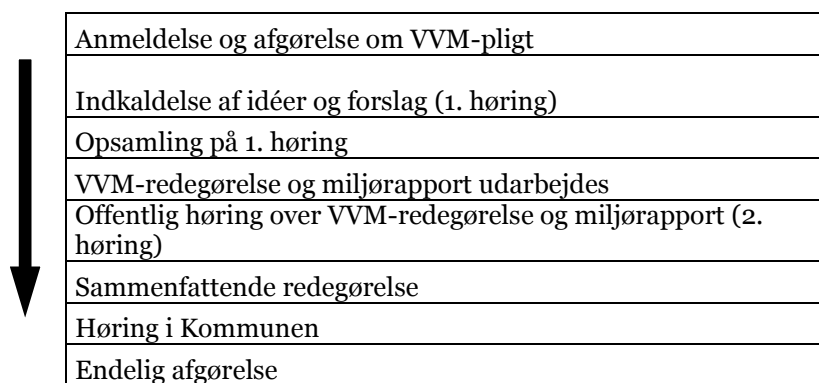 Anmeldelse og afgørelse om VVM-pligt
Indkaldelse af idéer og forslag (1. høring)
Opsamling på 1. høring
VVM-redegørelse og miljørapport udarbejdes
Offentlig høring over VVM-redegørelse og miljørapport (2.
høring)
Sammenfattende redegørelse
Høring i Kommunen
Endelig afgørelse